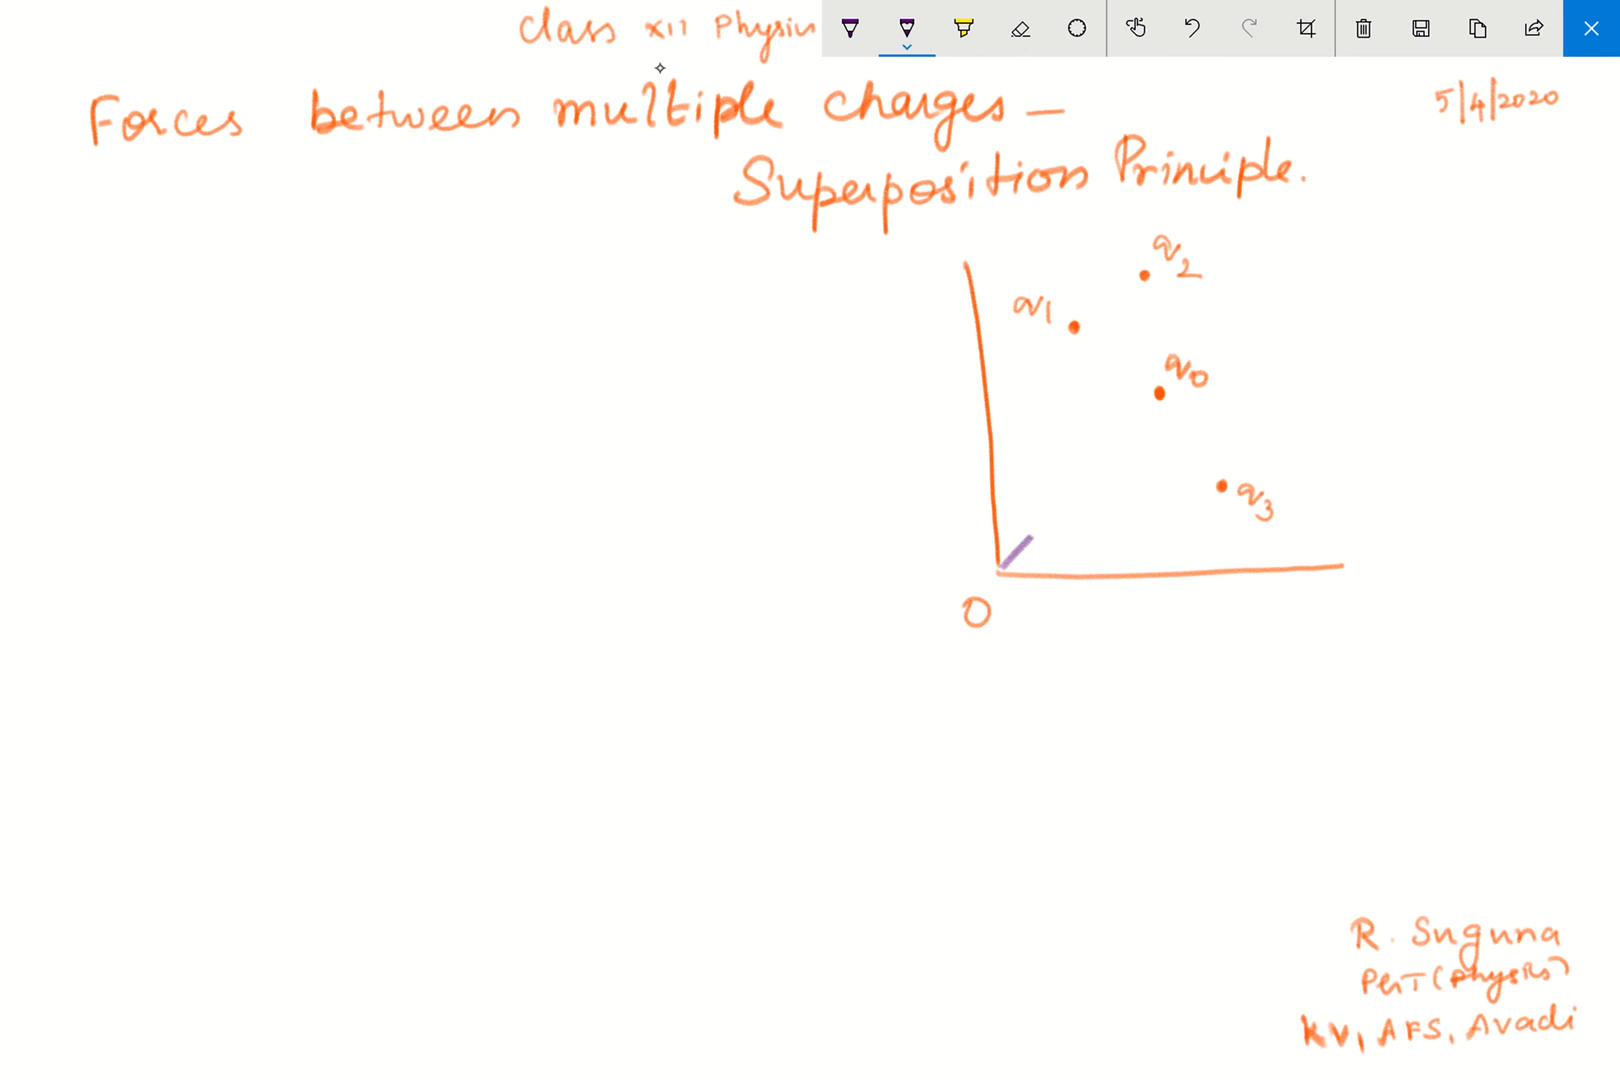 Class XII Physics
Forces between multiple charges —
5/4/2020
Superposition Principle.
q2
q1
q0
q3
O
R. Suguna
PGT (Physics)
KV, AFS, Avadi